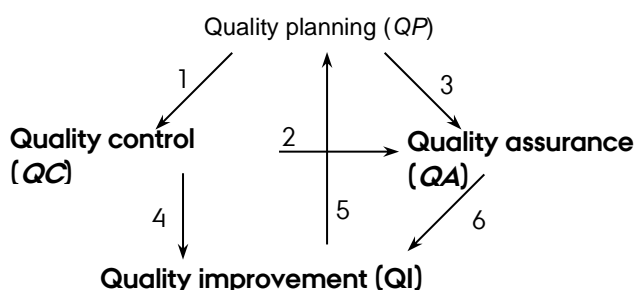 Quality planning (QP)
1
3
Quality control
(QC)
2
Quality assurance
(QA)
4
5
6
Quality improvement (QI)